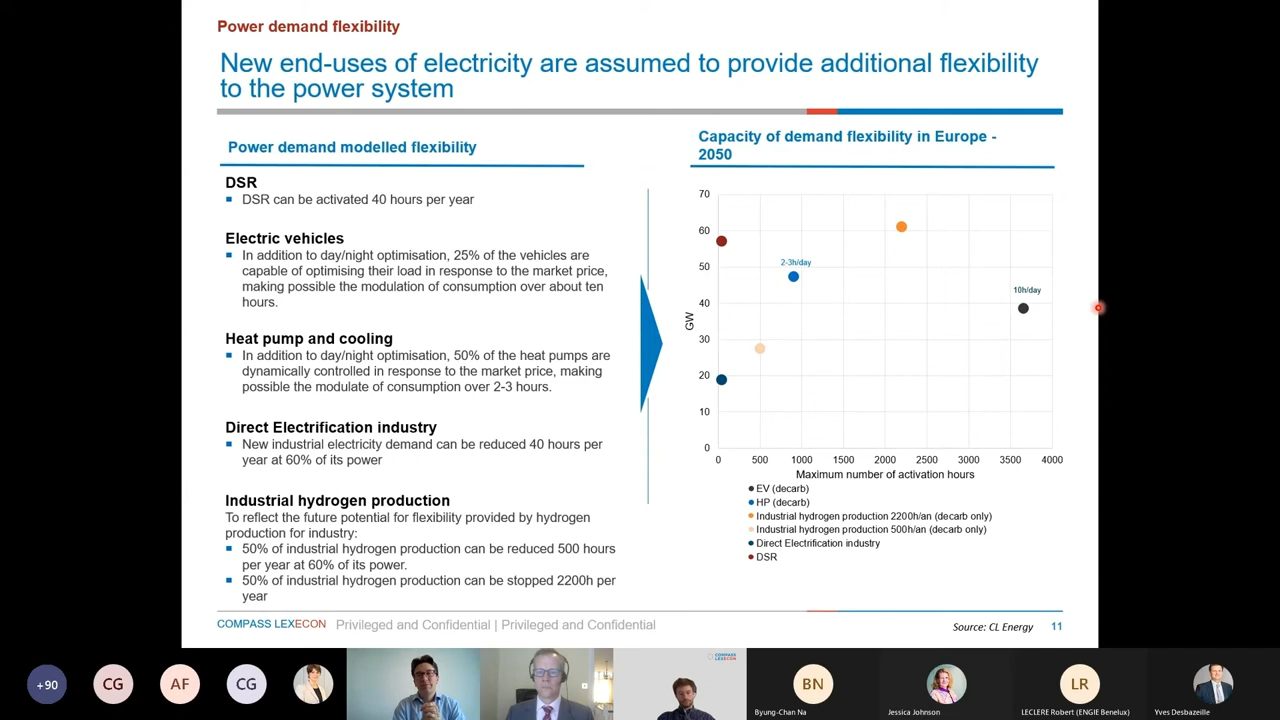 Power demand flexibility
New end-uses of electricity are assumed to provide additional flexibility
to the power system
Power demand modelled flexibility
DSR
DSR can be activated 40 hours per year
Electric vehicles
In addition to day/night optimisation, 25% of the vehicles are
capable of optimising their load in response to the market price,
making possible the modulation of consumption over about ten
hours.
Heat pump and cooling
In addition to day/night optimisation, 50% of the heat pumps are
dynamically controlled in response to the market price, making
possible the modulate of consumption over 2-3 hours.
Direct Electrification industry
New industrial electricity demand can be reduced 40 hours per
year at 60% of its power
Industrial hydrogen production
To reflect the future potential for flexibility provided by hydrogen
production for industry:
50% of industrial hydrogen production can be reduced 500 hours
per year at 60% of its power.
50% of industrial hydrogen production can be stopped 2200h per
year
Capacity of demand flexibility in Europe -
2050
70
60
50
40
30
20
10
0
GW
2-3h/day
10h/day
0 500 1000 1500 2000 2500 3000 3500 4000
Maximum number of activation hours
EV (decarb)
HP (decarb)
Industrial hydrogen production 2200h/an (decarb only)
Industrial hydrogen production 500h/an (decarb only)
Direct Electrification industry
DSR
COMPASS LEXECON Privileged and Confidential | Privileged and Confidential
Source: CL Energy 11
+90
CG
AF
CG
COMPASS
LEXECON
BN
Byung-Chan Na
Jessica Johnson
LR
LECLERE Robert (ENGIE Benelux)
Yves Desbazeille